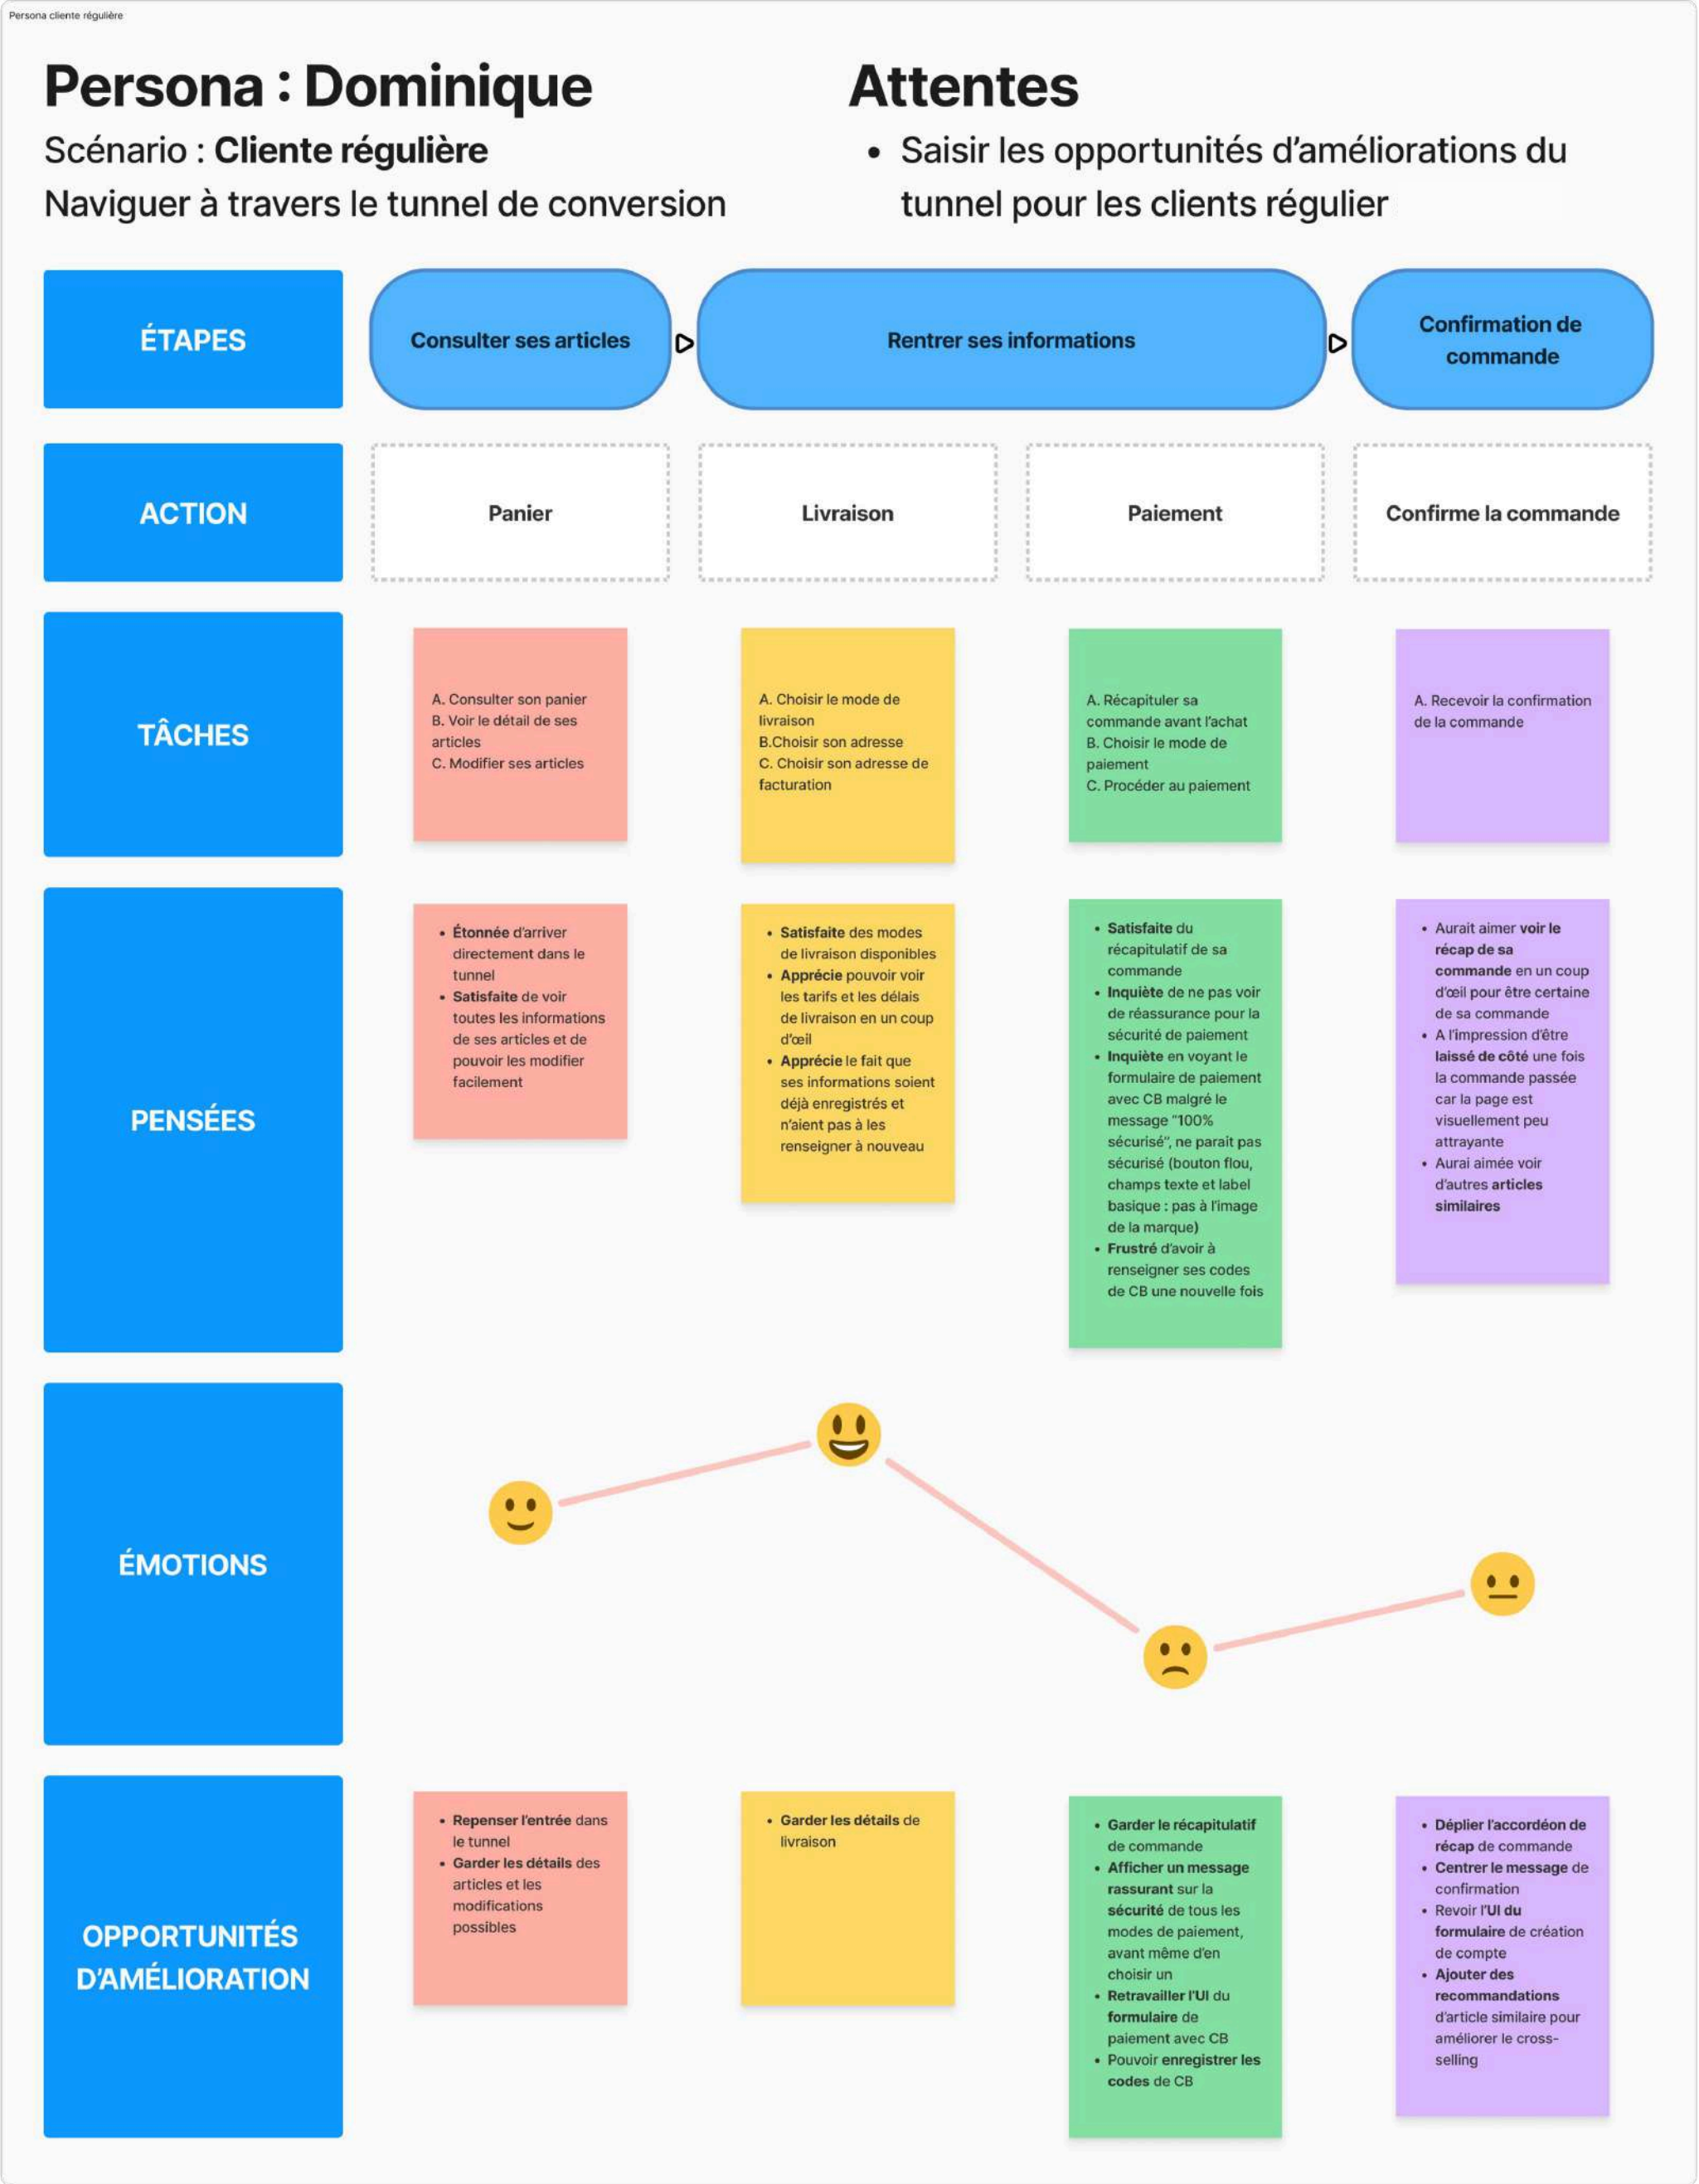 Persona cliente régulière
Persona : Dominique
Scénario : Cliente régulière
Naviguer à travers le tunnel de conversion
Attentes
• Saisir les opportunités d'améliorations du
tunnel pour les clients régulier
ÉTAPES
Consulter ses articles
Rentrer ses informations
Confirmation de
commande
ACTION
Panier
Livraison
Paiement
Confirme la commande
TÂCHES
A. Consulter son panier
B. Voir le détail de ses
articles
C. Modifier ses articles
A. Choisir le mode de
livraison
B.Choisir son adresse
C. Choisir son adresse de
facturation
A. Récapituler sa
commande avant l'achat
B. Choisir le mode de
paiement
C. Procéder au paiement
A. Recevoir la confirmation
de la commande
PENSÉES
• Étonnée d'arriver
directement dans le
tunnel
• Satisfaite de voir
toutes les informations
de ses articles et de
pouvoir les modifier
facilement
• Satisfaite des modes
de livraison disponibles
• Apprécie pouvoir voir
les tarifs et les délais
de livraison en un coup
d'œil
• Apprécie le fait que
ses informations soient
déjà enregistrés et
n'aient pas à les
renseigner à nouveau
• Satisfaite du
récapitulatif de sa
commande
• Inquiète de ne pas voir
de réassurance pour la
sécurité de paiement
• Inquiète en voyant le
formulaire de paiement
avec CB malgré le
message "100%
sécurisé", ne parait pas
sécurisé (bouton flou,
champs texte et label
basique : pas à l'image
de la marque)
• Frustré d'avoir à
renseigner ses codes
de CB une nouvelle fois
• Aurait aimer voir le
récap de sa
commande en un coup
d'œil pour être certaine
de sa commande
• A l'impression d'être
laissé de côté une fois
la commande passée
car la page est
visuellement peu
attrayante
• Aurai aimée voir
d'autres articles
similaires
ÉMOTIONS
OPPORTUNITÉS
D'AMÉLIORATION
• Repenser l'entrée dans
le tunnel
• Garder les détails des
articles et les
modifications
possibles
• Garder les détails de
livraison
• Garder le récapitulatif
de commande
• Afficher un message
rassurant sur la
sécurité de tous les
modes de paiement,
avant même d'en
choisir un
• Retravailler l'UI du
formulaire de
paiement avec CB
• Pouvoir enregistrer les
codes de CB
• Déplier l'accordéon de
récap de commande
• Centrer le message de
confirmation
• Revoir l'UI du
formulaire de création
de compte
• Ajouter des
recommandations
d'article similaire pour
améliorer le cross-
selling